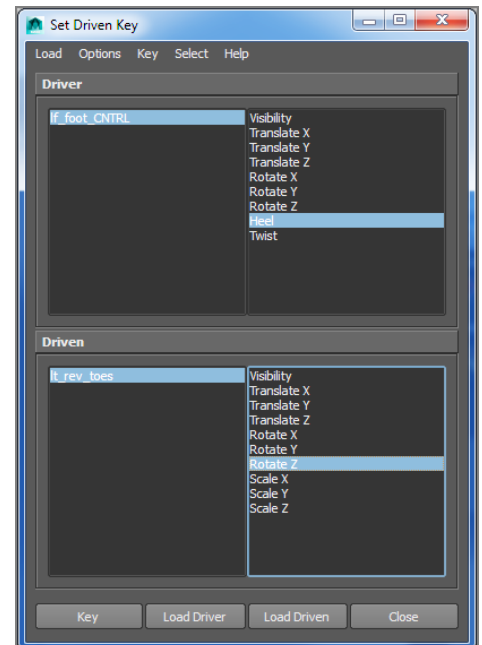 Set Driven Key
Load Options Key Select Help
Driver
lf_foot_CNTRL
Visibility
Translate X
Translate Y
Translate Z
Rotate X
Rotate Y
Rotate Z
Heel
Twist
Driven
lt_rev_toes
Visibility
Translate X
Translate Y
Translate Z
Rotate X
Rotate Y
Rotate Z
Scale X
Scale Y
Scale Z
Key Load Driver Load Driven Close